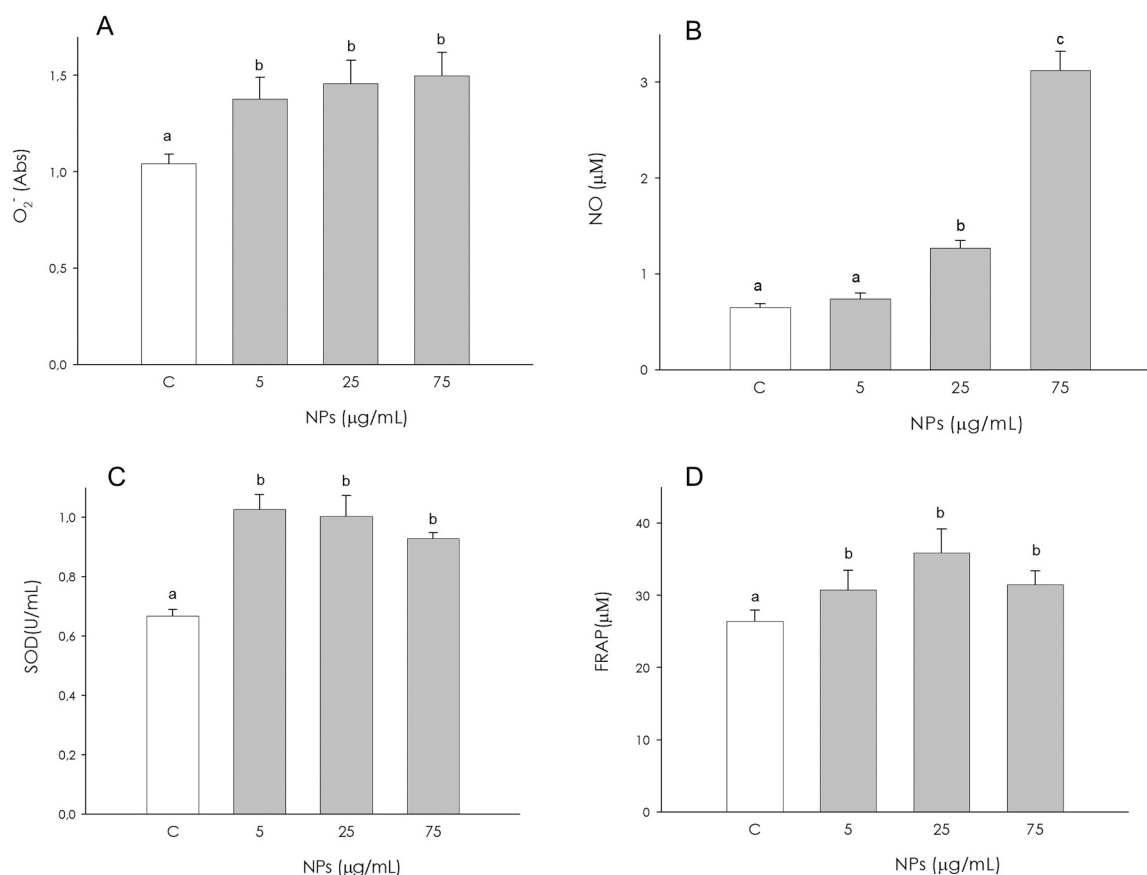 A
O₂⁻ (Abs)
1,5
1,0
0,5
0,0
a
b
b
b
C
5
25
75
NPs (µg/mL)
B
NO (µM)
3
2
1
0
a
a
b
c
C
5
25
75
NPs (µg/mL)
C
SOD(U/mL)
1,0
0,8
0,6
0,4
0,2
0,0
a
b
b
b
C
5
25
75
NPs (µg/mL)
D
FRAP(µM)
40
30
20
10
0
a
b
b
b
C
5
25
75
NPs (µg/mL)